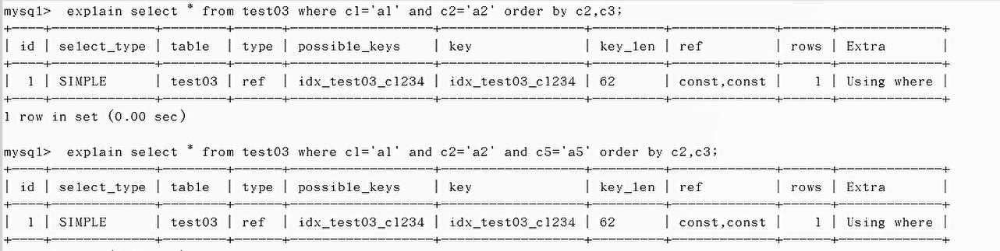 mysql>  explain select * from test03 where c1='a1' and c2='a2' order by c2,c3;
+----+-------------+--------+------+------------------+------------------+---------+-------------+------+-------------+
| id | select_type | table  | type | possible_keys    | key              | key_len | ref         | rows | Extra       |
+----+-------------+--------+------+------------------+------------------+---------+-------------+------+-------------+
|  1 | SIMPLE      | test03 | ref  | idx_test03_c1234 | idx_test03_c1234 | 62      | const,const |    1 | Using where |
+----+-------------+--------+------+------------------+------------------+---------+-------------+------+-------------+
1 row in set (0.00 sec)
mysql>  explain select * from test03 where c1='a1' and c2='a2' and c5='a5' order by c2,c3;
+----+-------------+--------+------+------------------+------------------+---------+-------------+------+-------------+
| id | select_type | table  | type | possible_keys    | key              | key_len | ref         | rows | Extra       |
+----+-------------+--------+------+------------------+------------------+---------+-------------+------+-------------+
|  1 | SIMPLE      | test03 | ref  | idx_test03_c1234 | idx_test03_c1234 | 62      | const,const |    1 | Using where |
+----+-------------+--------+------+------------------+------------------+---------+-------------+------+-------------+